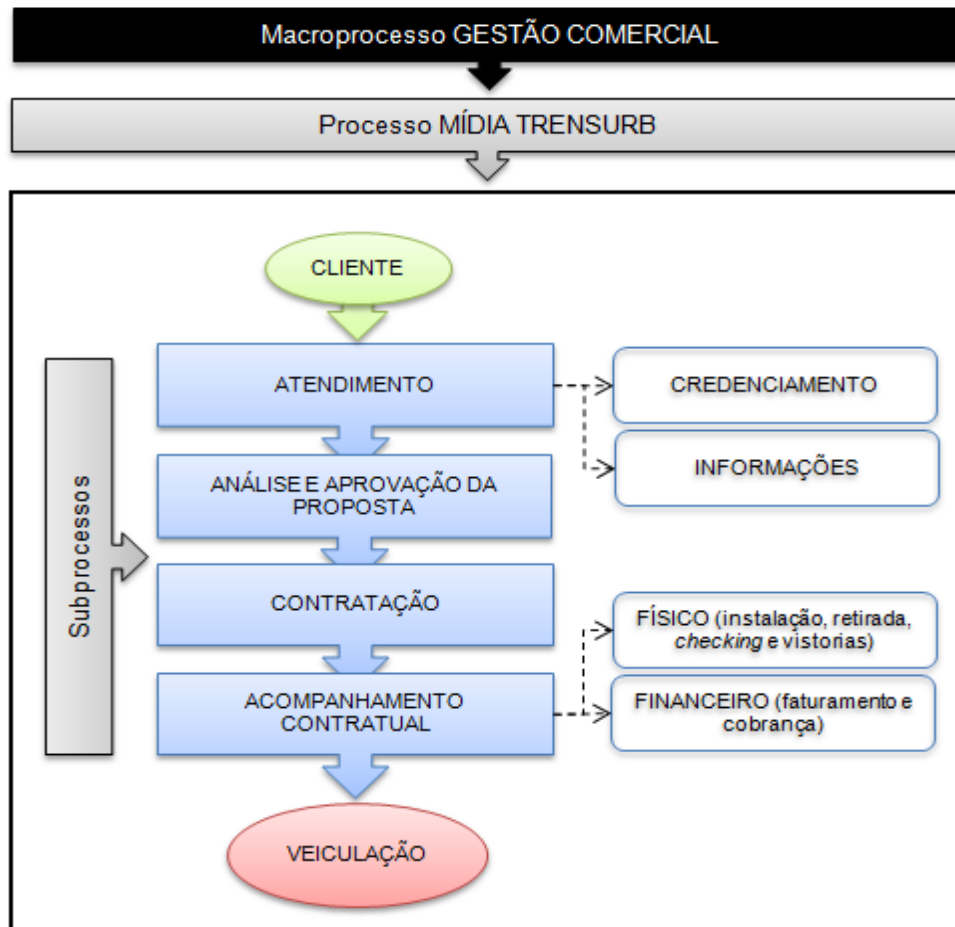 Macroprocesso GESTÃO COMERCIAL
Processo MÍDIA TRENSURB
CLIENTE
Subprocessos
ATENDIMENTO
CREDENCIAMENTO
INFORMAÇÕES
ANÁLISE E APROVAÇÃO DA
PROPOSTA
CONTRATAÇÃO
ACOMPANHAMENTO
CONTRATUAL
FÍSICO (instalação, retirada,
checking e vistorias)
FINANCEIRO (faturamento e
cobrança)
VEICULAÇÃO